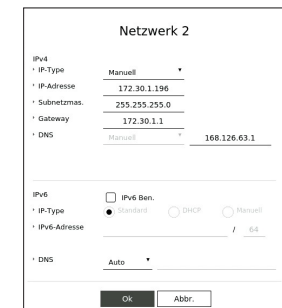 Netzwerk 2
IPv4
IP-Type Manuell
IP-Adresse 172.30.1.196
Subnetzmas. 255.255.255.0
Gateway 172.30.1.1
DNS Manuell 168.126.63.1
IPv6 IPv6 Ben.
IP-Type Standard DHCP Manuell
IPv6-Adresse / 64
DNS Auto
Ok Abbr.